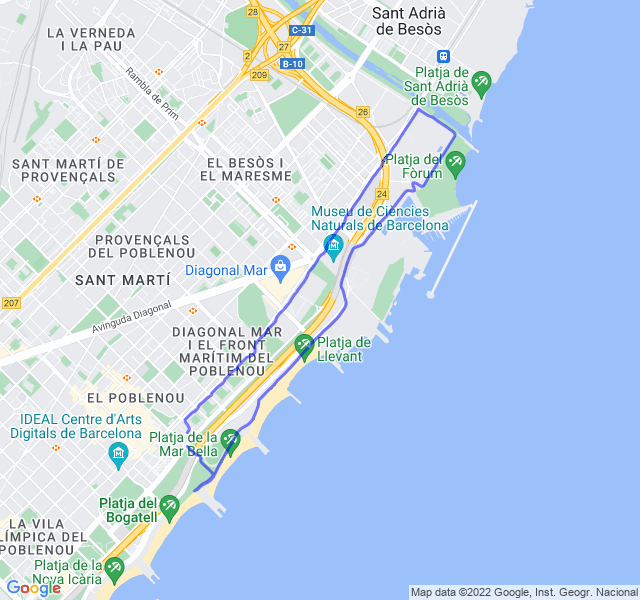 Sant Adrià
de Besòs
28
C-31
LA VERNEDA
I LA PAU
27
2
B-10
209
Platja de
Sant Adrià
de Besòs
Rambla de Prim
26
SANT MARTÍ DE
PROVENÇALS
EL BESÒS I
EL MARESME
Platja del
Fòrum
24
Museu de Ciències
Naturals de Barcelona
PROVENÇALS
DEL POBLENOU
Diagonal Mar
SANT MARTÍ
207
Avinguda Diagonal
DIAGONAL MAR
I EL FRONT
MARÍTIM DEL
POBLENOU
Platja de
Llevant
EL POBLENOU
IDEAL Centre d'Arts
Digitals de Barcelona
Platja de la
Mar Bella
Platja del
Bogatell
LA VILA
OLÍMPICA DEL
POBLENOU
Platja de la
Nova Icària
Google
Map data ©2022 Google, Inst. Geogr. Nacional